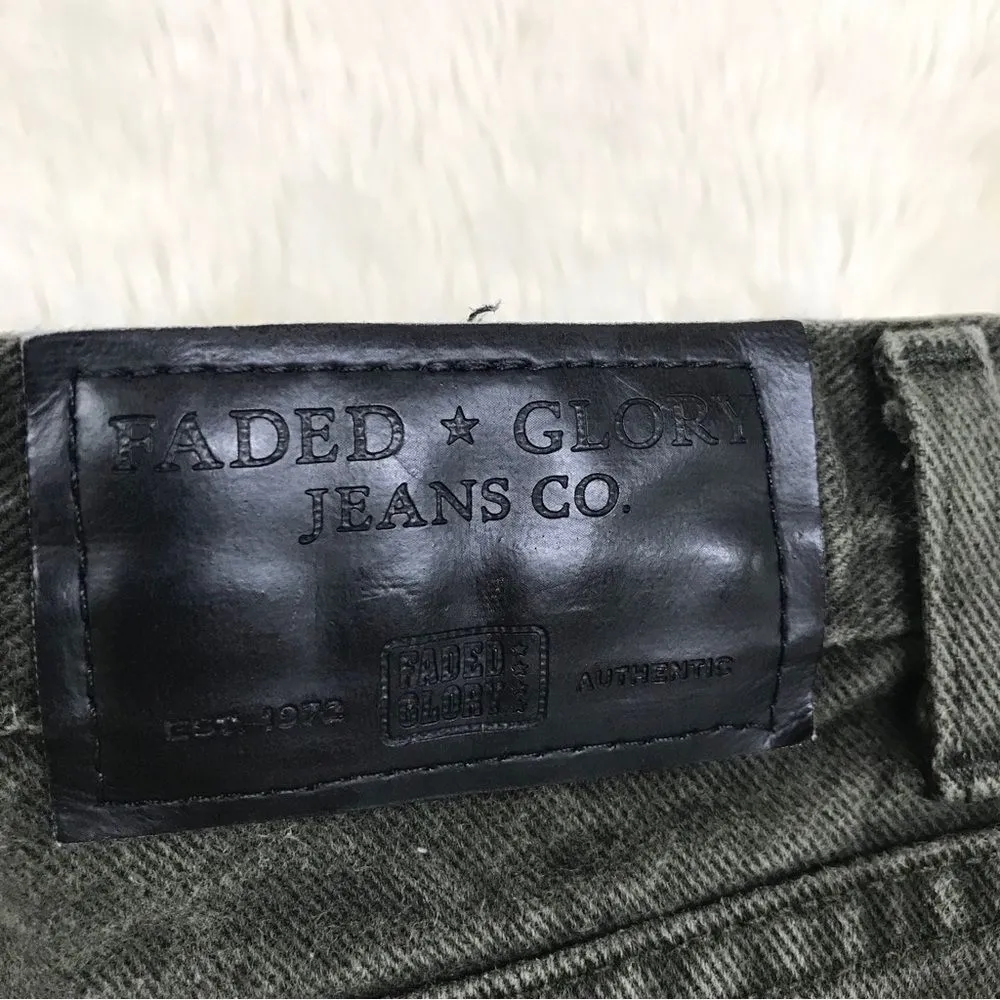 FADED ★ GLORY
JEANS CO.
EST. 1972
FADED
GLORY
AUTHENTIC